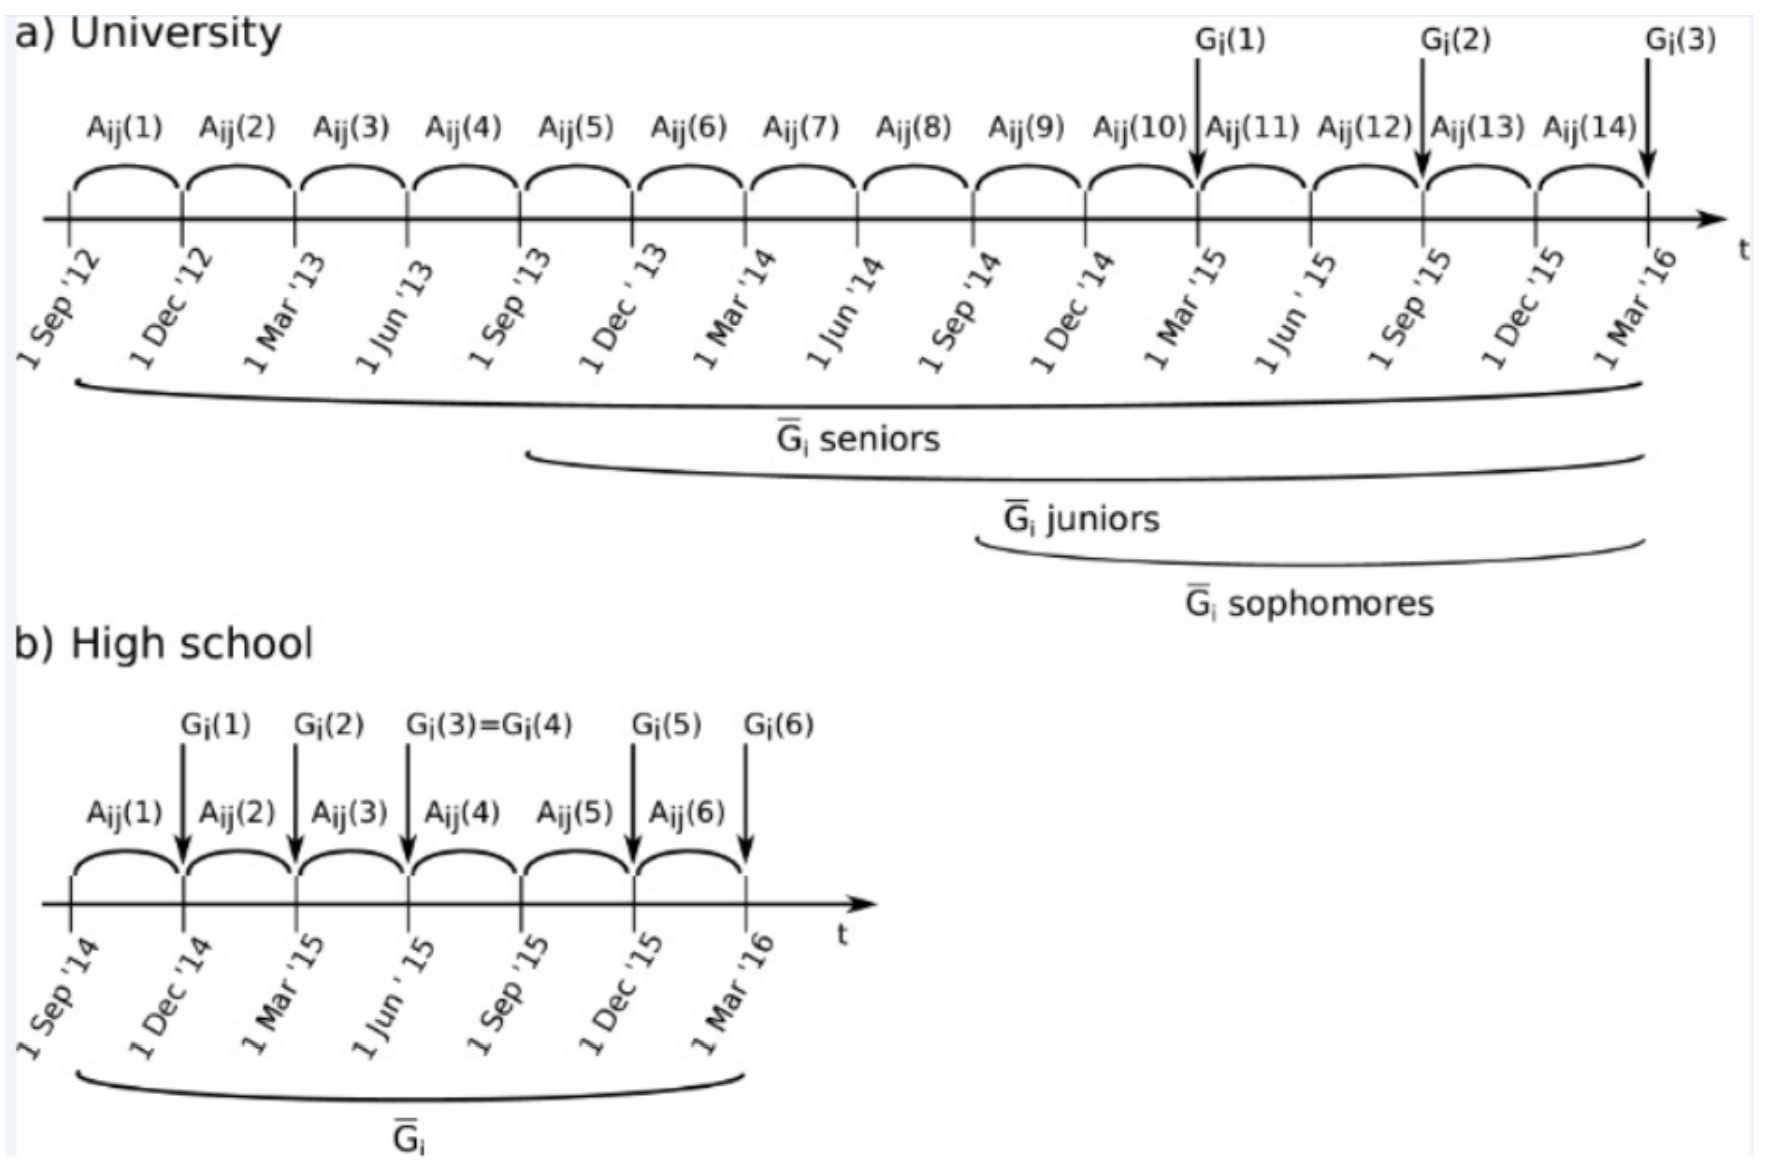 a) University
Gi(1) Gi(2) Gi(3)
Aij(1) Aij(2) Aij(3) Aij(4) Aij(5) Aij(6) Aij(7) Aij(8) Aij(9) Aij(10) Aij(11) Aij(12) Aij(13) Aij(14)
t
1 Sep '12 1 Dec '12 1 Mar '13 1 Jun '13 1 Sep '13 1 Dec ' 13 1 Mar '14 1 Jun '14 1 Sep '14 1 Dec '14 1 Mar '15 1 Jun ' 15 1 Sep '15 1 Dec '15 1 Mar '16
G̅i seniors
G̅i juniors
G̅i sophomores
b) High school
Gi(1) Gi(2) Gi(3)=Gi(4) Gi(5) Gi(6)
Aij(1) Aij(2) Aij(3) Aij(4) Aij(5) Aij(6)
t
1 Sep '14 1 Dec '14 1 Mar '15 1 Jun ' 15 1 Sep '15 1 Dec '15 1 Mar '16
G̅i